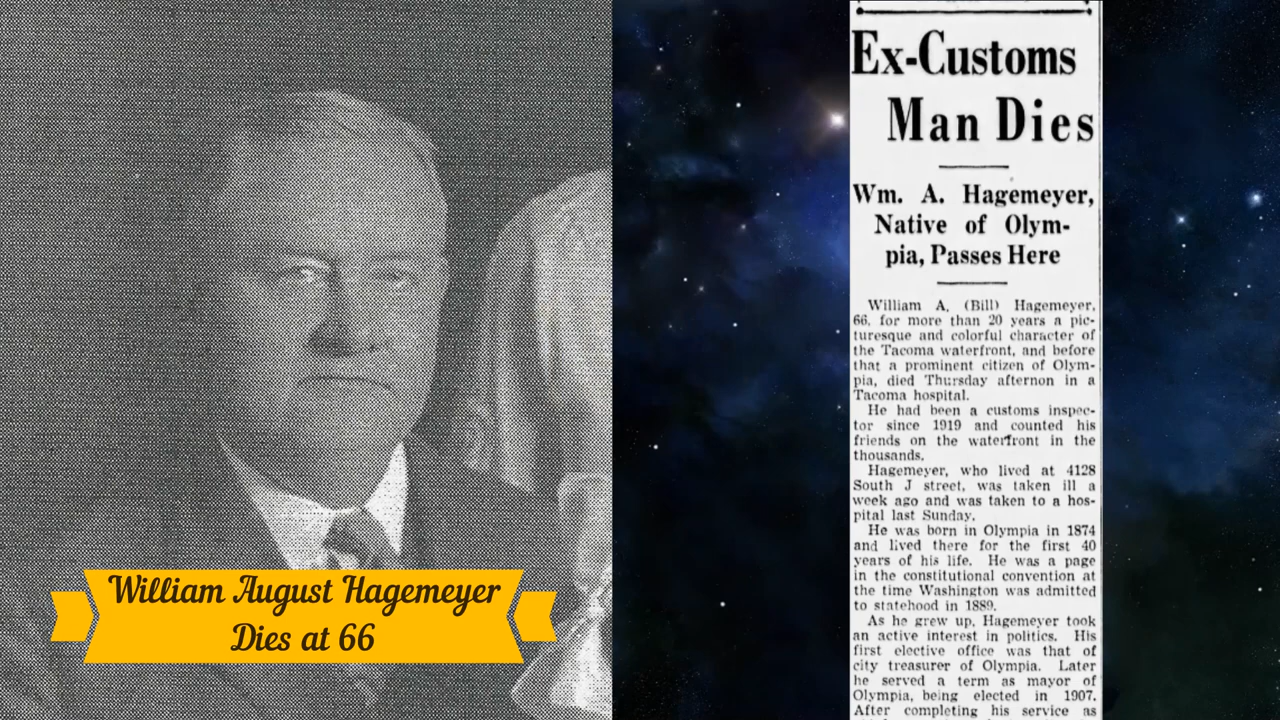 William August Hagemeyer
Dies at 66
Ex-Customs
Man Dies
Wm. A. Hagemeyer,
Native of Olym-
pia, Passes Here
William A. (Bill) Hagemeyer,
66, for more than 20 years a pic-
turesque and colorful character of
the Tacoma waterfront, and before
that a prominent citizen of Olym-
pia, died Thursday afternon in a
Tacoma hospital.
He had been a customs inspec-
tor since 1919 and counted his
friends on the waterfront in the
thousands.
Hagemeyer, who lived at 4128
South J street, was taken ill a
week ago and was taken to a hos-
pital last Sunday.
He was born in Olympia in 1874
and lived there for the first 40
years of his life. He was a page
in the constitutional convention at
the time Washington was admitted
to statehood in 1889.
As he grew up, Hagemeyer took
an active interest in politics. His
first elective office was that of
city treasurer of Olympia. Later
he served a term as mayor of
Olympia, being elected in 1907.
After completing his service as